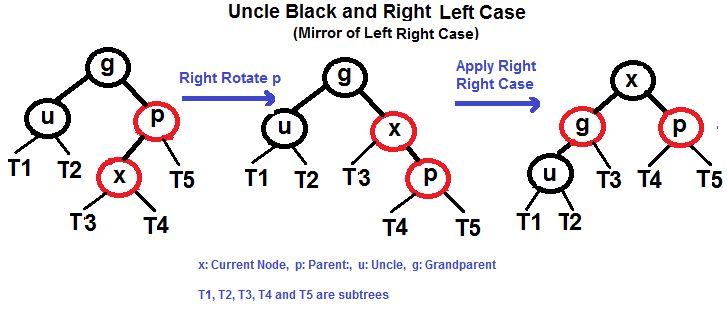 Uncle Black and Right Left Case
(Mirror of Left Right Case)
g
Right Rotate p
g
Apply Right
Right Case
x
u
p
u
x
g
p
T1
T2
x
T5
T1
T2
T3
p
u
T3
T4
T5
T3
T4
T4
T5
T1
T2
x: Current Node, p: Parent:, u: Uncle, g: Grandparent
T1, T2, T3, T4 and T5 are subtrees